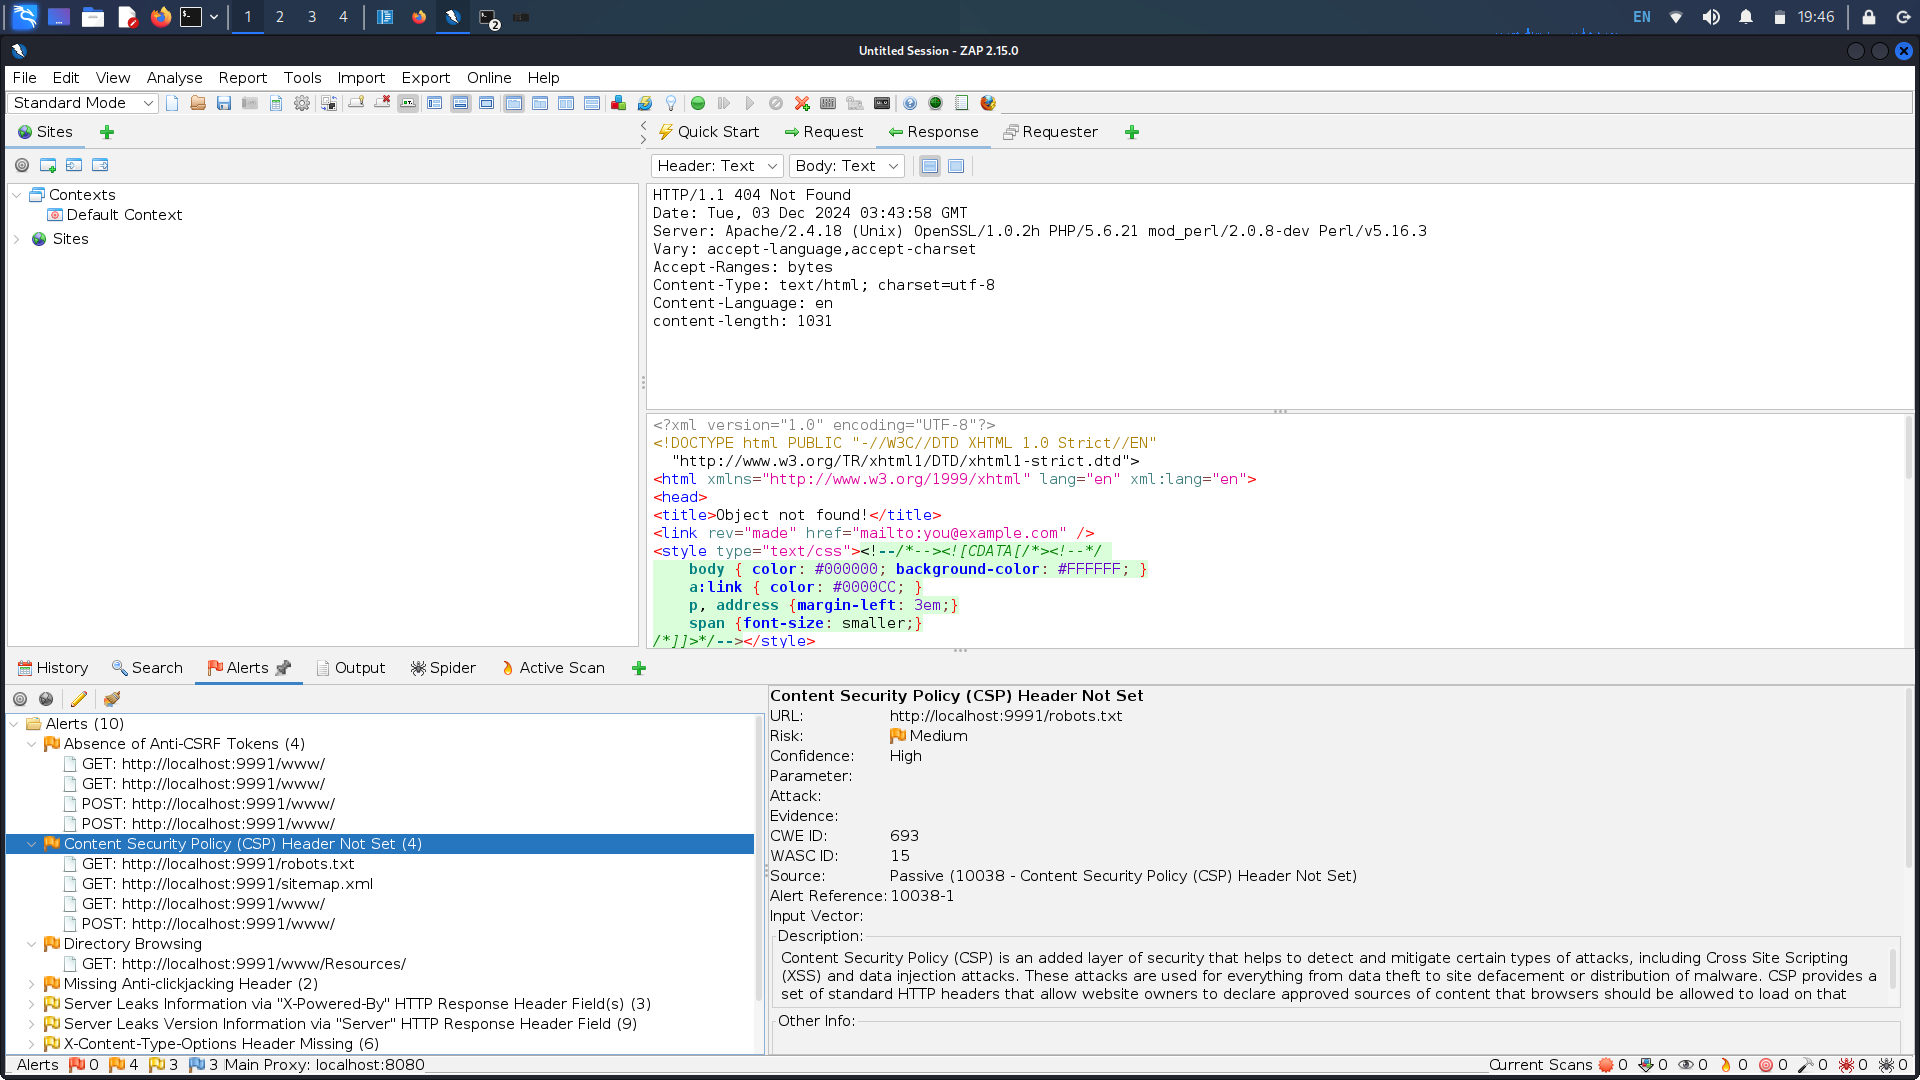 1 2 3 4 2 EN 19:46
Untitled Session - ZAP 2.15.0
File Edit View Analyse Report Tools Import Export Online Help
Standard Mode
Sites Quick Start Request Response Requester
Header: Text Body: Text
Contexts
Default Context
Sites
HTTP/1.1 404 Not Found
Date: Tue, 03 Dec 2024 03:43:58 GMT
Server: Apache/2.4.18 (Unix) OpenSSL/1.0.2h PHP/5.6.21 mod_perl/2.0.8-dev Perl/v5.16.3
Vary: accept-language,accept-charset
Accept-Ranges: bytes
Content-Type: text/html; charset=utf-8
Content-Language: en
content-length: 1031
<?xml version="1.0" encoding="UTF-8"?>
<!DOCTYPE html PUBLIC "-//W3C//DTD XHTML 1.0 Strict//EN"
"http://www.w3.org/TR/xhtml1/DTD/xhtml1-strict.dtd">
<html xmlns="http://www.w3.org/1999/xhtml" lang="en" xml:lang="en">
<head>
<title>Object not found!</title>
<link rev="made" href="mailto:you@example.com" />
<style type="text/css"><!--/*--><![CDATA[/*><!--*/
body { color: #000000; background-color: #FFFFFF; }
a:link { color: #0000CC; }
p, address {margin-left: 3em;}
span {font-size: smaller;}
/*]]>*/--></style>
History Search Alerts Output Spider Active Scan
Alerts (10)
Absence of Anti-CSRF Tokens (4)
GET: http://localhost:9991/www/
GET: http://localhost:9991/www/
POST: http://localhost:9991/www/
POST: http://localhost:9991/www/
Content Security Policy (CSP) Header Not Set (4)
GET: http://localhost:9991/robots.txt
GET: http://localhost:9991/sitemap.xml
GET: http://localhost:9991/www/
POST: http://localhost:9991/www/
Directory Browsing
GET: http://localhost:9991/www/Resources/
Missing Anti-clickjacking Header (2)
Server Leaks Information via "X-Powered-By" HTTP Response Header Field(s) (3)
Server Leaks Version Information via "Server" HTTP Response Header Field (9)
X-Content-Type-Options Header Missing (6)
Content Security Policy (CSP) Header Not Set
URL: http://localhost:9991/robots.txt
Risk: Medium
Confidence: High
Parameter:
Attack:
Evidence:
CWE ID: 693
WASC ID: 15
Source: Passive (10038 - Content Security Policy (CSP) Header Not Set)
Alert Reference: 10038-1
Input Vector:
Description:
Content Security Policy (CSP) is an added layer of security that helps to detect and mitigate certain types of attacks, including Cross Site Scripting
(XSS) and data injection attacks. These attacks are used for everything from data theft to site defacement or distribution of malware. CSP provides a
set of standard HTTP headers that allow website owners to declare approved sources of content that browsers should be allowed to load on that
Other Info:
Alerts 0 4 3 3 Main Proxy: localhost:8080 Current Scans 0 0 0 0 0 0 0 0